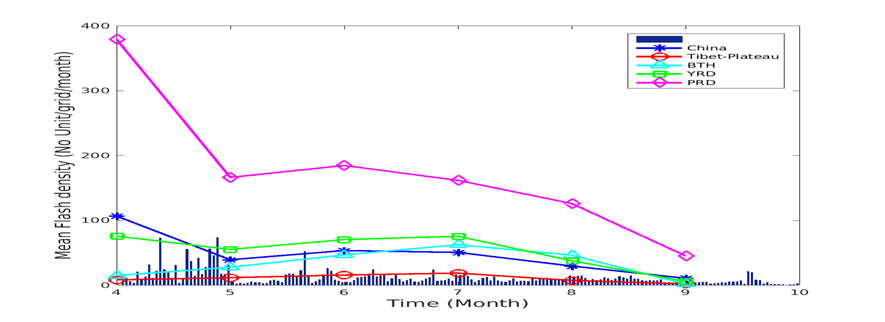 400
300
200
100
0
Mean Flash density (No Unit/grid/month)
China
Tibet-Plateau
BTH
YRD
PRD
4 5 6 7 8 9 10
Time (Month)